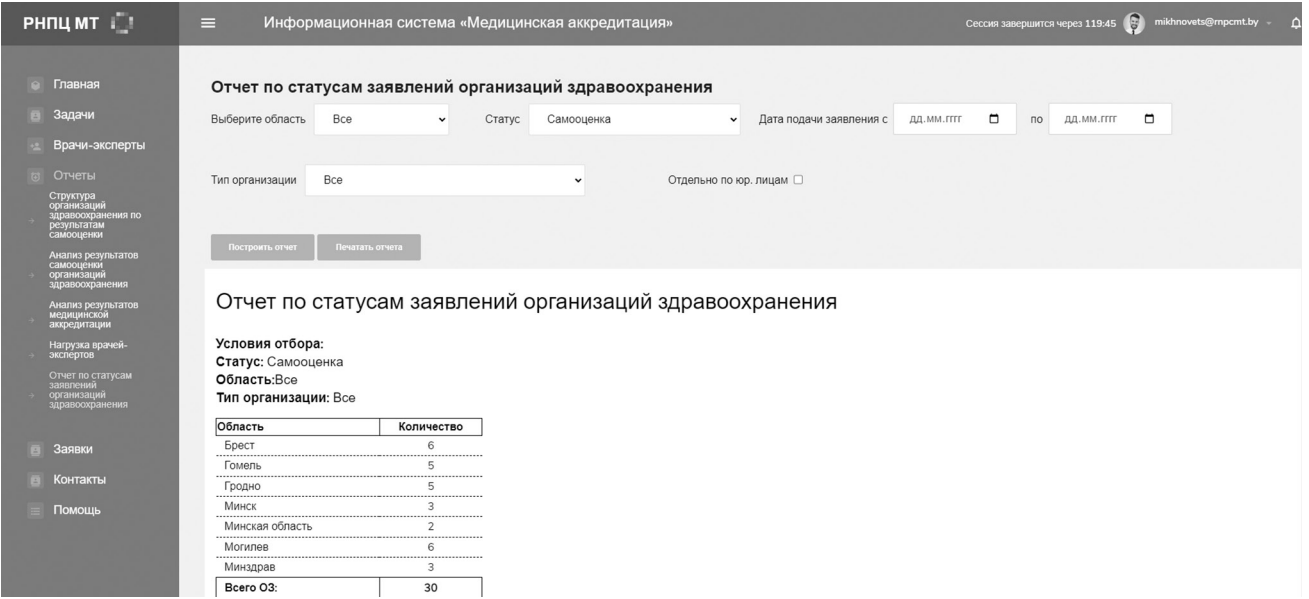 РНПЦ МТ
Информационная система «Медицинская аккредитация»
Сессия завершится через 119:45
mikhnovets@rnpcmt.by
Главная
Задачи
Врачи-эксперты
Отчеты
Структура
организаций
здравоохранения по
результатам
самооценки
Анализ результатов
самооценки
организаций
здравоохранения
Анализ результатов
медицинской
аккредитации
Нагрузка врачей-
экспертов
Отчет по статусам
заявлений
организаций
здравоохранения
Заявки
Контакты
Помощь
Отчет по статусам заявлений организаций здравоохранения
Выберите область Все Статус Самооценка Дата подачи заявления с дд.мм.гггг по дд.мм.гггг
Тип организации Все Отдельно по юр. лицам
Построить отчет Печатать отчета
Отчет по статусам заявлений организаций здравоохранения
Условия отбора:
Статус: Самооценка
Область:Все
Тип организации: Все
Область Количество
Брест 6
Гомель 5
Гродно 5
Минск 3
Минская область 2
Могилев 6
Минздрав 3
Всего ОЗ: 30